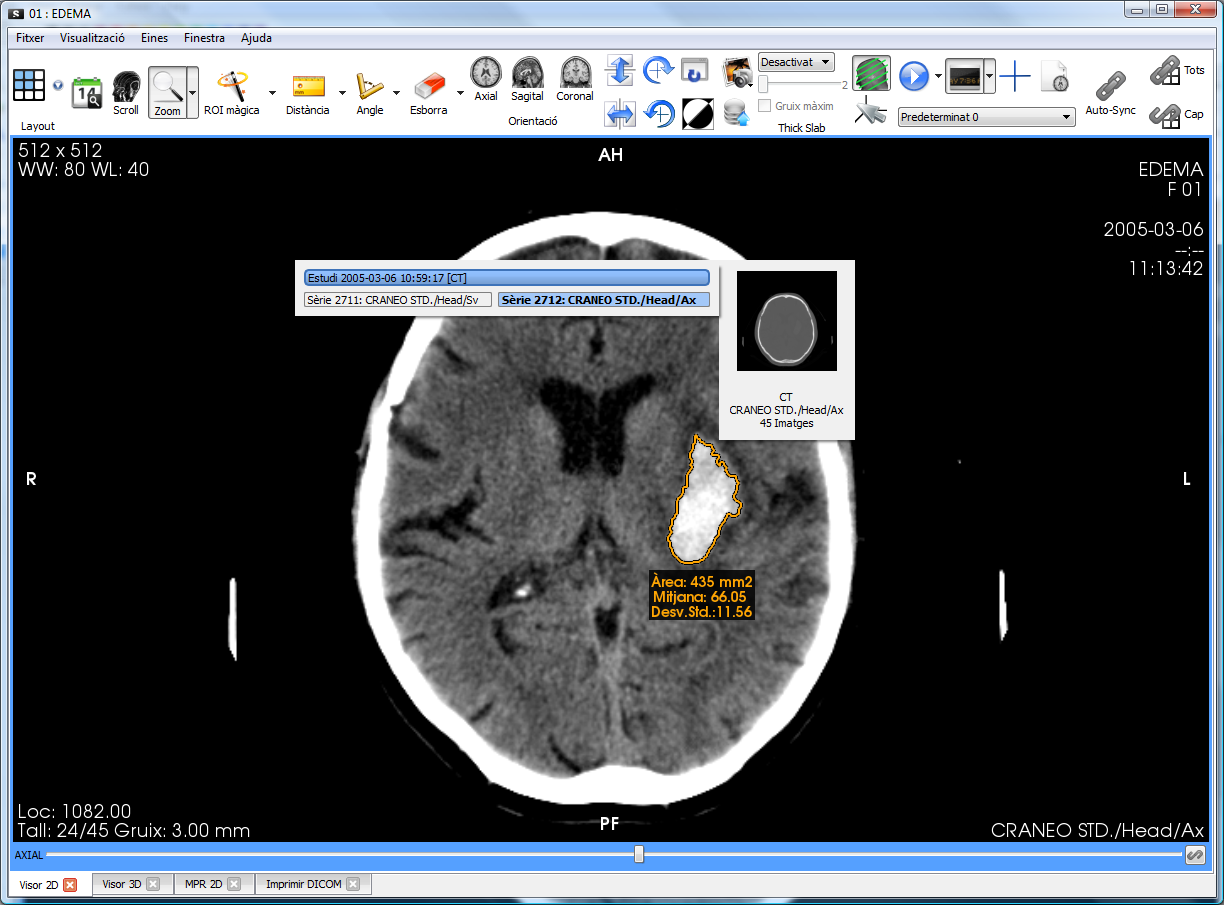 01 : EDEMA
Fitxer Visualització Eines Finestra Ajuda
14
Layout
Scroll
Zoom
ROI màgica
Distància
Angle
Esborra
Axial
Sagital
Coronal
Orientació
Desactivat
2
Gruix màxim
Thick Slab
Predeterminat 0
Auto-Sync
Tots
Cap
512 x 512
WW: 80 WL: 40
AH
EDEMA
F 01
2005-03-06
--:--
11:13:42
Estudi 2005-03-06 10:59:17 [CT]
Sèrie 2711: CRANEO STD./Head/Sv
Sèrie 2712: CRANEO STD./Head/Ax
CT
CRANEO STD./Head/Ax
45 Imatges
R
L
Àrea: 435 mm2
Mitjana: 66.05
Desv.Std.:11.56
Loc: 1082.00
Tall: 24/45 Gruix: 3.00 mm
PF
CRANEO STD./Head/Ax
AXIAL
Visor 2D
Visor 3D
MPR 2D
Imprimir DICOM